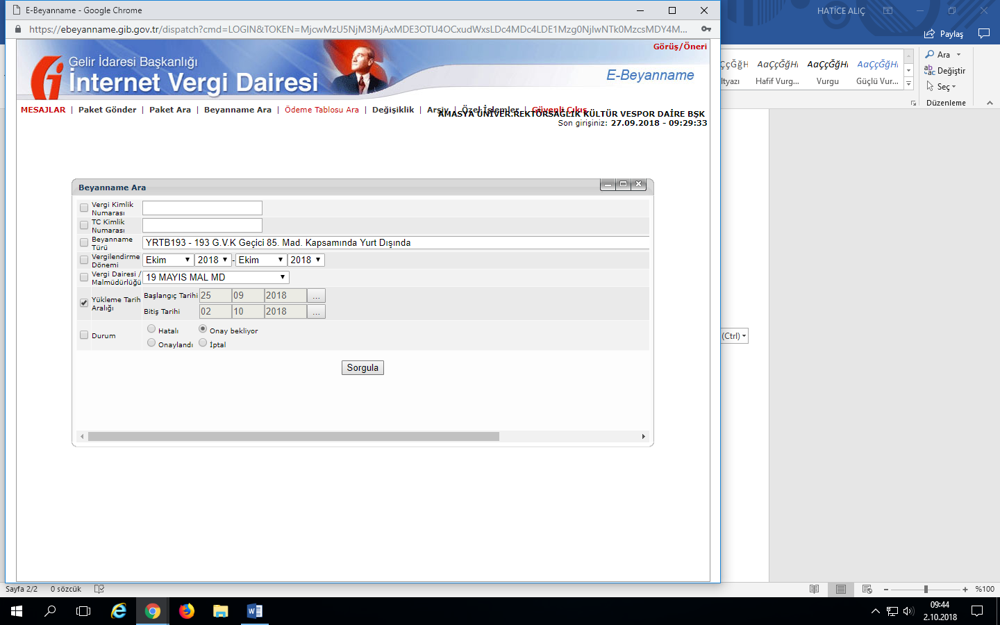 E-Beyanname - Google Chrome
https://ebeyanname.gib.gov.tr/dispatch?cmd=LOGIN&TOKEN=MjcwMzU5NjM3MjAxMDE3OTU4OCxudWxsLDc4MDc4LDE1Mzg0NjIwNTk0MzcsMDY4M...
Görüş/Öneri
Gelir İdaresi Başkanlığı
İnternet Vergi Dairesi
E-Beyanname
MESAJLAR | Paket Gönder | Paket Ara | Beyanname Ara | Ödeme Tablosu Ara | Değişiklik | Arşiv | Özel İşlemler | Güvenli Çıkış
AMASYA ÜNİVER.REKTÖRSAĞLIK KÜLTÜR VESPOR DAİRE BŞK
Son girişiniz: 27.09.2018 - 09:29:33
Beyanname Ara
Vergi Kimlik
Numarası
TC Kimlik
Numarası
Beyanname
Türü
YRTB193 - 193 G.V.K Geçici 85. Mad. Kapsamında Yurt Dışında
Vergilendirme
Dönemi
Ekim 2018 - Ekim 2018
Vergi Dairesi /
Malmüdürlüğü
19 MAYIS MAL MD
Yükleme Tarih
Aralığı
Başlangıç Tarihi 25 09 2018 ...
Bitiş Tarihi 02 10 2018 ...
Durum
Hatalı Onay bekliyor
Onaylandı İptal
Sorgula
HATİCE ALIÇ
Paylaş
AaÇçĞğHı AaÇçĞğHı AaÇçĞğHı
Hafif Vurg... Vurgu Güçlü Vur...
Ara
ab
ac Değiştir
Seç
Düzenleme
(Ctrl)
Sayfa 2/2 0 sözcük
%100
09:44
2.10.2018